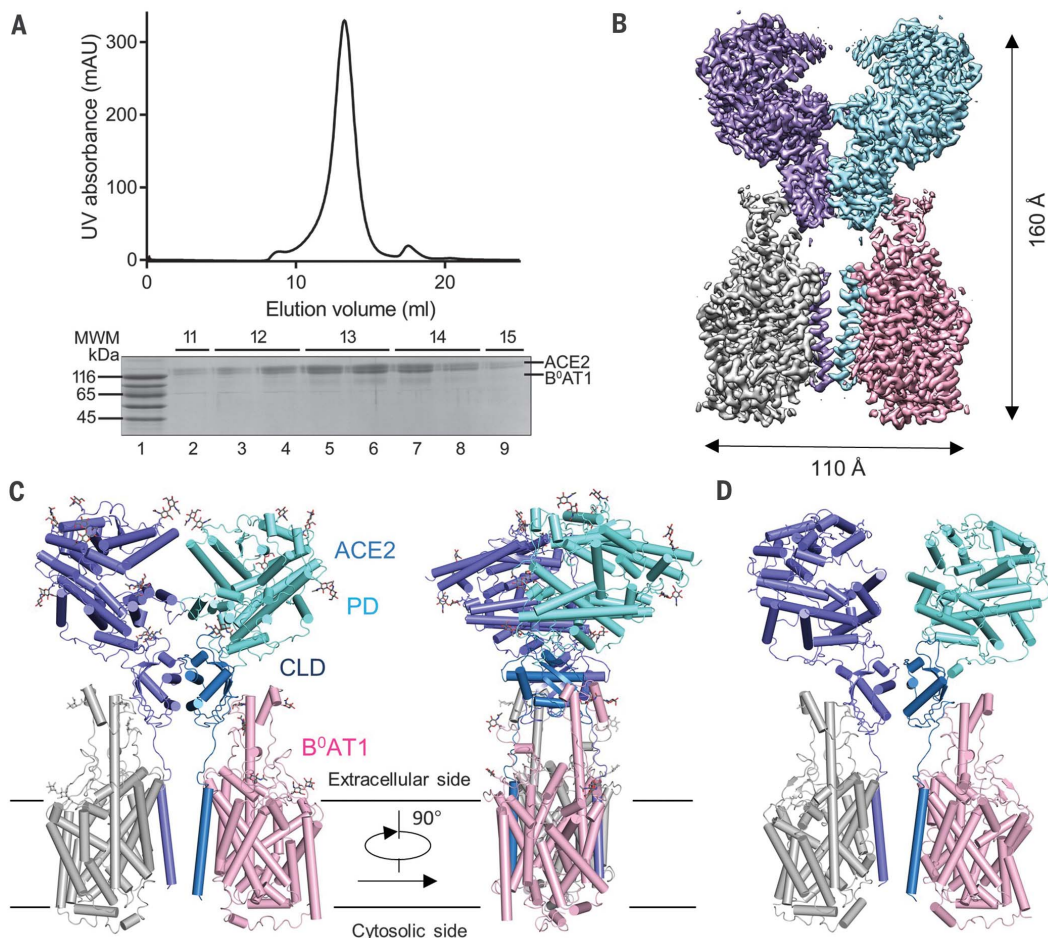 A
UV absorbance (mAU)
300
200
100
0
0
10
20
Elution volume (ml)
MWM
11
12
13
14
15
kDa
116
65
45
ACE2
B⁰AT1
1 2 3 4 5 6 7 8 9
B
160 Å
110 Å
C
ACE2
PD
CLD
B⁰AT1
Extracellular side
90°
Cytosolic side
D